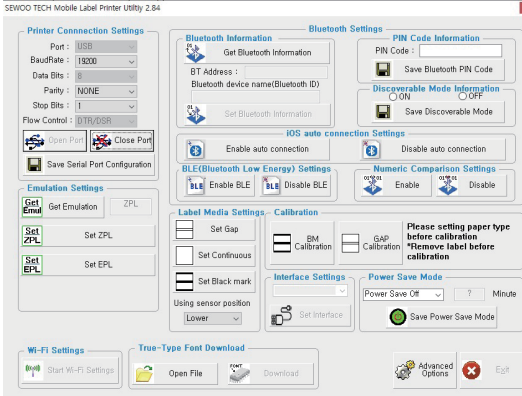 SEWOO TECH Mobile Label Printer Utiltiy 2.84
Printer Connnection Settings
Port : USB
BaudRate : 19200
Data Bits : 8
Parity : NONE
Stop Bits : 1
Flow Control : DTR/DSR
Open Port
Close Port
Save Serial Port Configuration
Emulation Settings
Get Emul
Get Emulation
ZPL
Set ZPL
Set ZPL
Set EPL
Set EPL
Bluetooth Settings
Bluetooth Information
Get Bluetooth Information
BT Address :
Bluetooth device name(Bluetooth ID)
Set Bluetooth Information
PIN Code Information
PIN Code :
Save Bluetooth PIN Code
Discoverable Mode Information
ON OFF
Save Discoverable Mode
iOS auto connection Settings
Enable auto connection
Disable auto connection
BLE(Bluetooth Low Energy) Settings
BLE
Enable BLE
BLE
Disable BLE
Numeric Comparison Settings
Enable
Disable
Label Media Settings
Set Gap
Set Continuous
Set Black mark
Using sensor position
Lower
Calibration
BM
Calibration
GAP
Calibration
Please setting paper type
before calibration
*Remove label before
calibration
Interface Settings
Set Interface
Power Save Mode
Power Save Off
? Minute
Save Power Save Mode
Wi-Fi Settings
Start Wi-Fi Settings
True-Type Font Download
Open File
FONT
Download
Advanced
Options
Exit